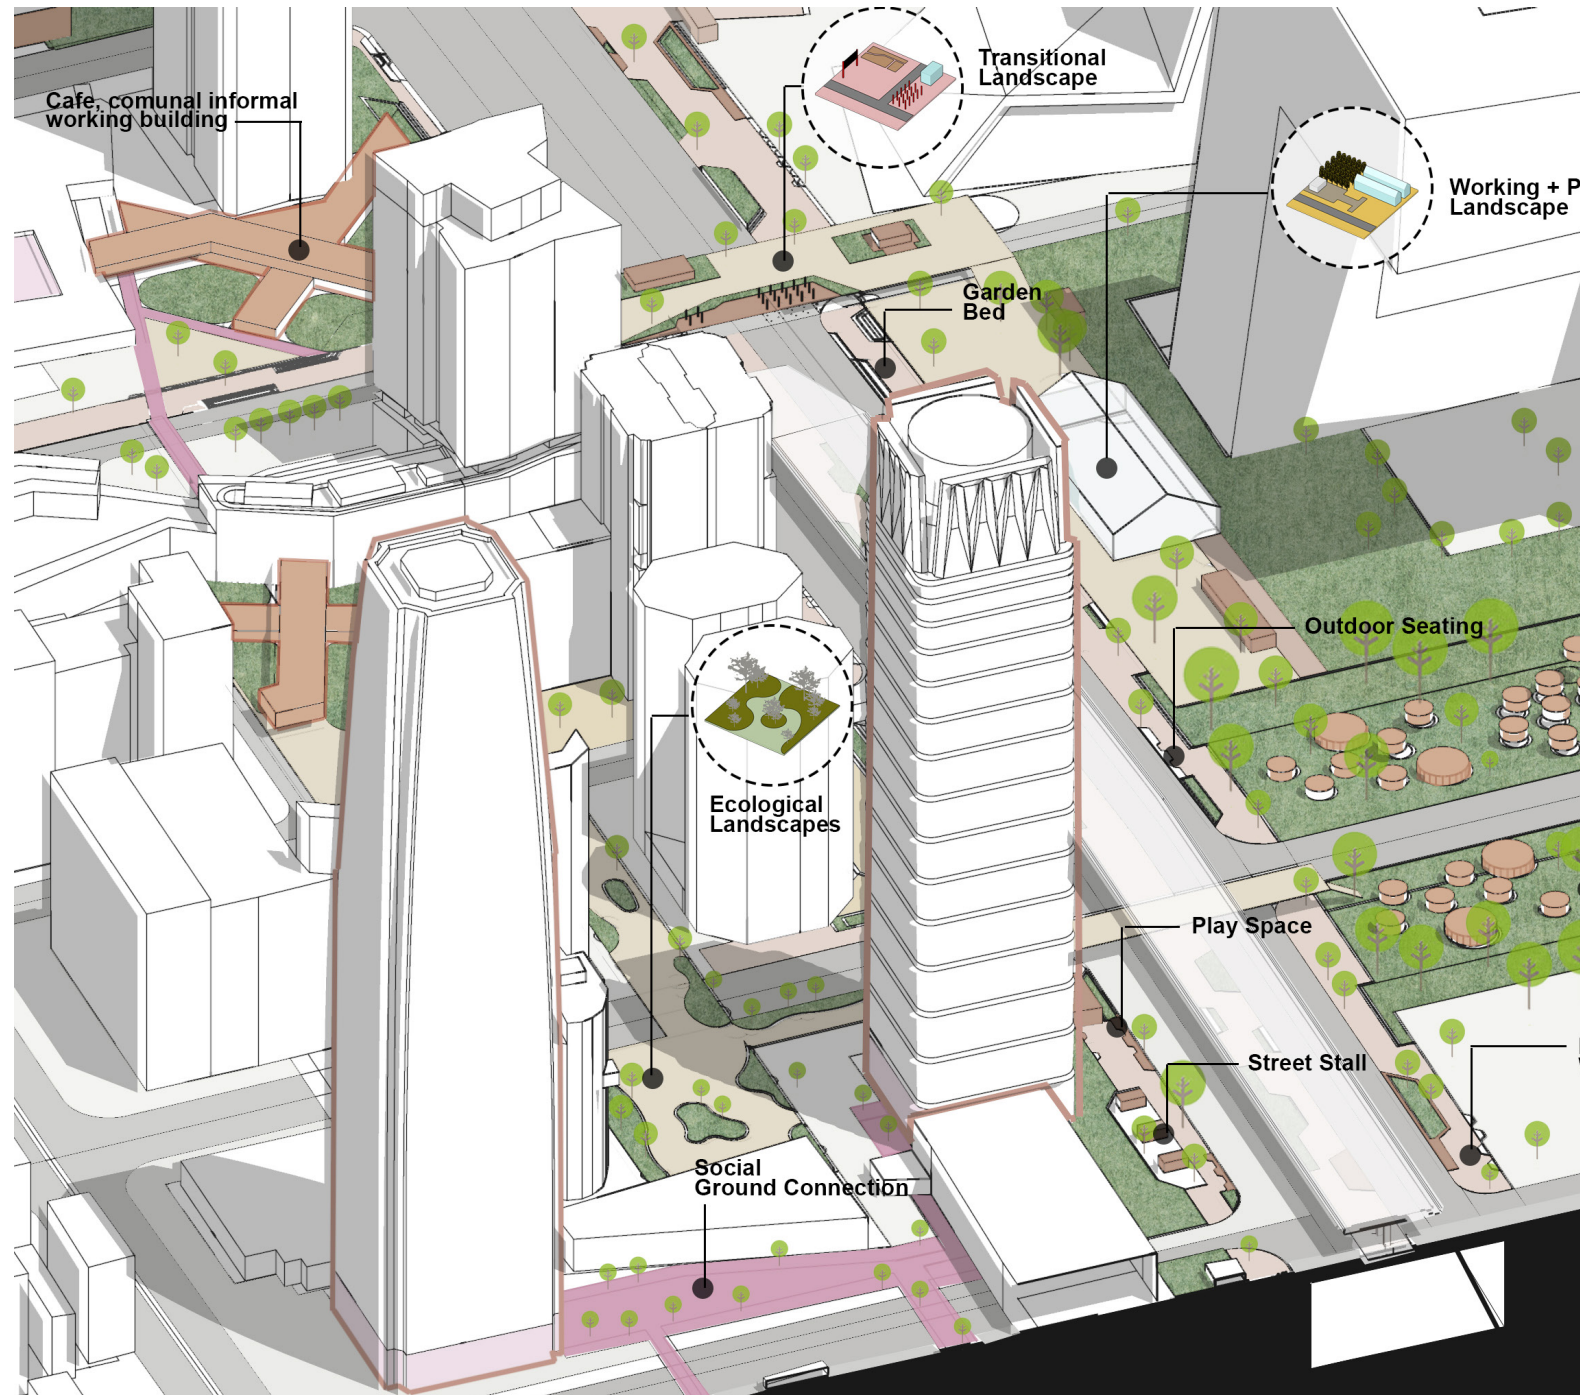 Transitional
Landscape
Cafe, comunal informal
working building
Working + P
Landscape
Garden
Bed
Outdoor Seating
Ecological
Landscapes
Play Space
Street Stall
Social
Ground Connection